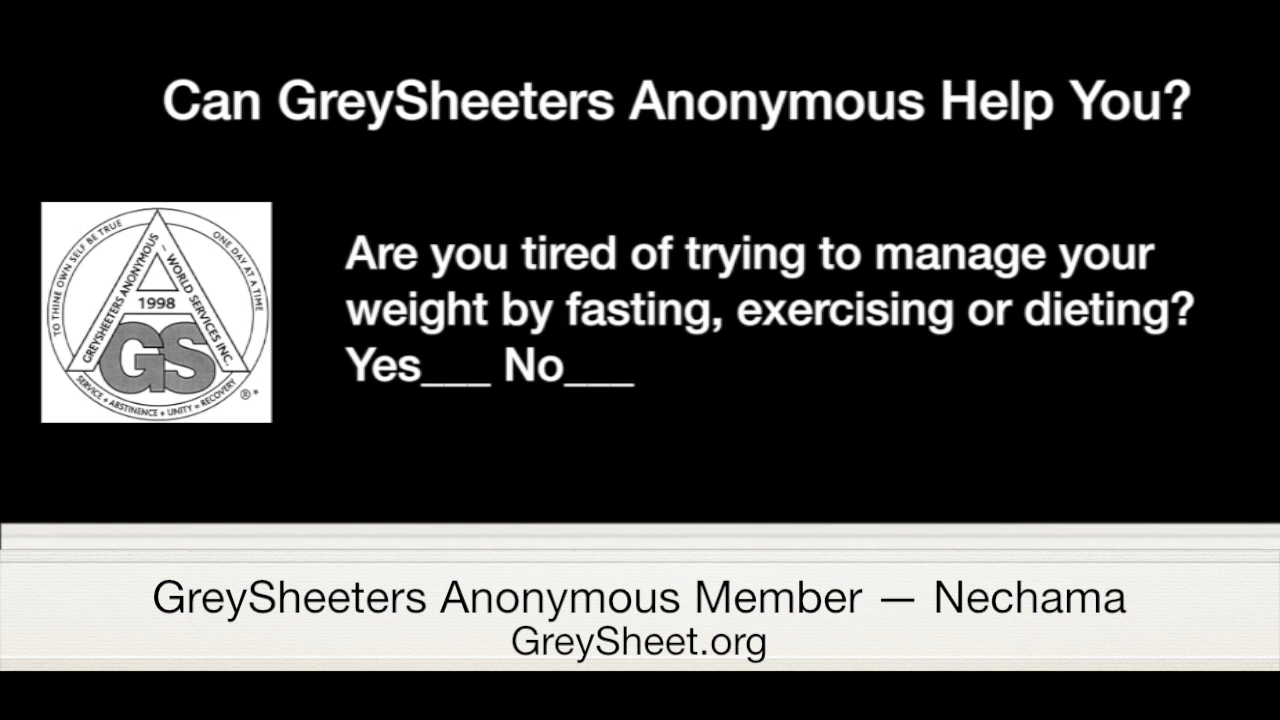 Can GreySheeters Anonymous Help You?
TO THINE OWN SELF BE TRUE
ONE DAY AT A TIME
GREYSHEETERS ANONYMOUS – WORLD SERVICES INC.
1998
GS
SERVICE + ABSTINENCE + UNITY = RECOVERY
®*
Are you tired of trying to manage your
weight by fasting, exercising or dieting?
Yes___ No___
GreySheeters Anonymous Member — Nechama
GreySheet.org